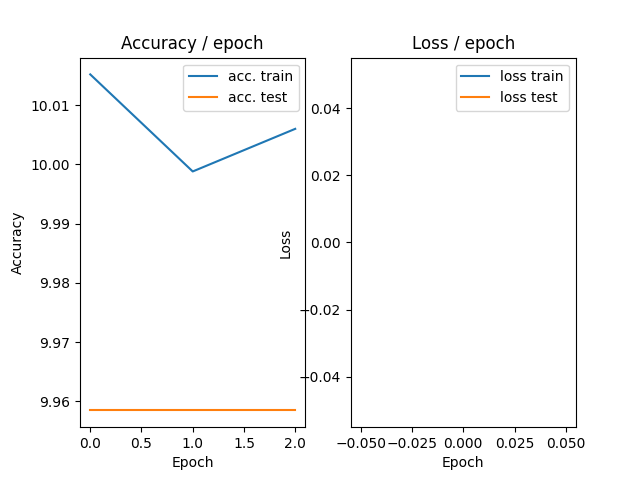 Accuracy / epoch
acc. train
acc. test
10.01
10.00
9.99
9.98
9.97
9.96
Accuracy
0.0 0.5 1.0 1.5 2.0
Epoch
Loss / epoch
loss train
loss test
0.04
0.02
0.00
−0.02
−0.04
Loss
−0.050 −0.025 0.000 0.025 0.050
Epoch